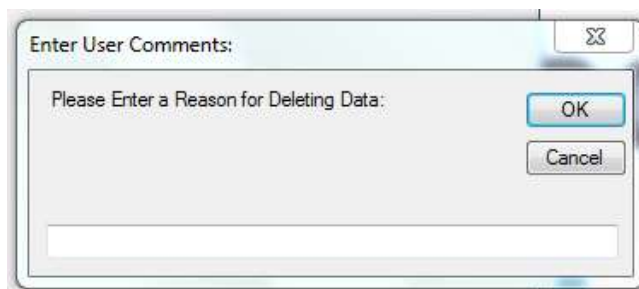 Enter User Comments:
Please Enter a Reason for Deleting Data:
OK
Cancel